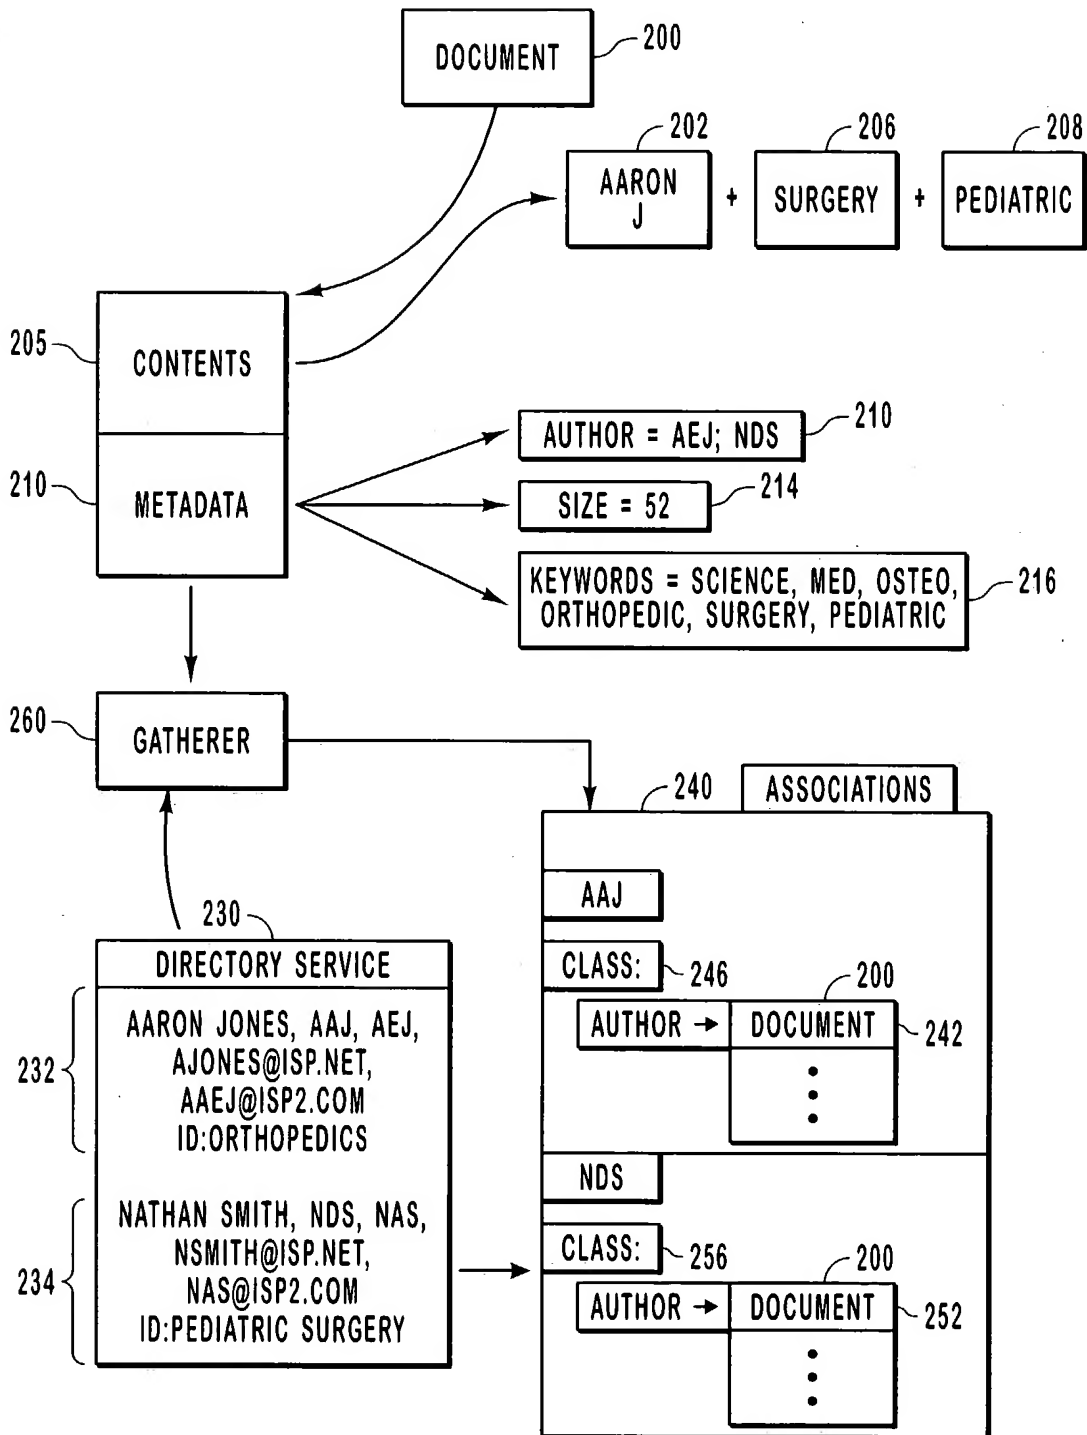 DOCUMENT
200
202
206
208
AARON
J
+
SURGERY
+
PEDIATRIC
205
CONTENTS
210
METADATA
AUTHOR = AEJ; NDS
210
SIZE = 52
214
KEYWORDS = SCIENCE, MED, OSTEO,
ORTHOPEDIC, SURGERY, PEDIATRIC
216
260
GATHERER
240
ASSOCIATIONS
AAJ
CLASS:
246
200
AUTHOR →
DOCUMENT
242
230
DIRECTORY SERVICE
232
AARON JONES, AAJ, AEJ,
AJONES@ISP.NET,
AAEJ@ISP2.COM
ID:ORTHOPEDICS
234
NATHAN SMITH, NDS, NAS,
NSMITH@ISP.NET,
NAS@ISP2.COM
ID:PEDIATRIC SURGERY
NDS
CLASS:
256
200
AUTHOR →
DOCUMENT
252